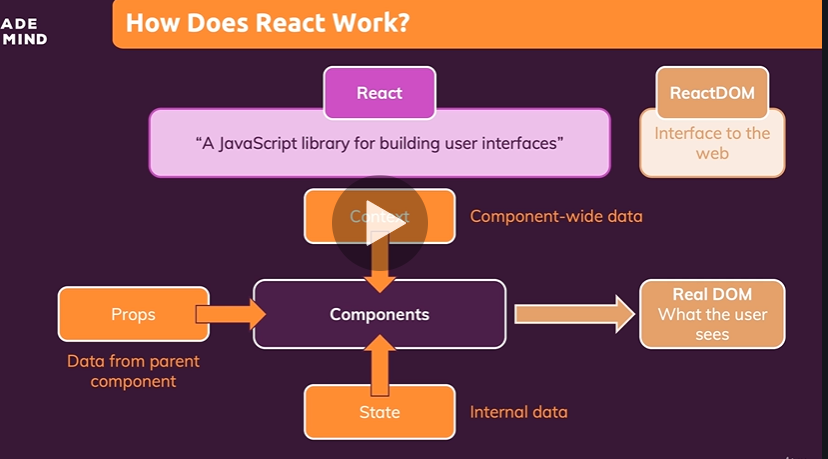 ADE
MIND
How Does React Work?
React
ReactDOM
“A JavaScript library for building user interfaces”
Interface to the
web
Context
Component-wide data
Props
Components
Real DOM
What the user
sees
Data from parent
component
State
Internal data